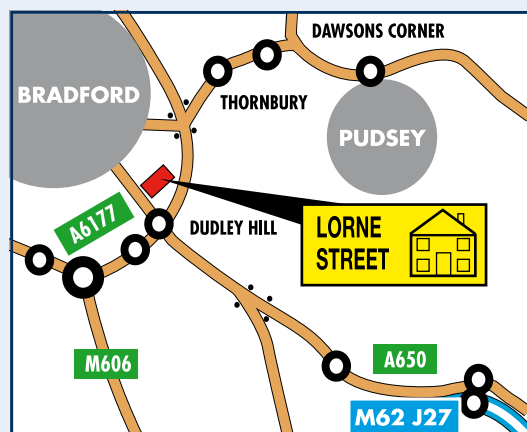 DAWSONS CORNER
BRADFORD
THORNBURY
PUDSEY
A6177
DUDLEY HILL
LORNE
STREET
M606
A650
M62 J27